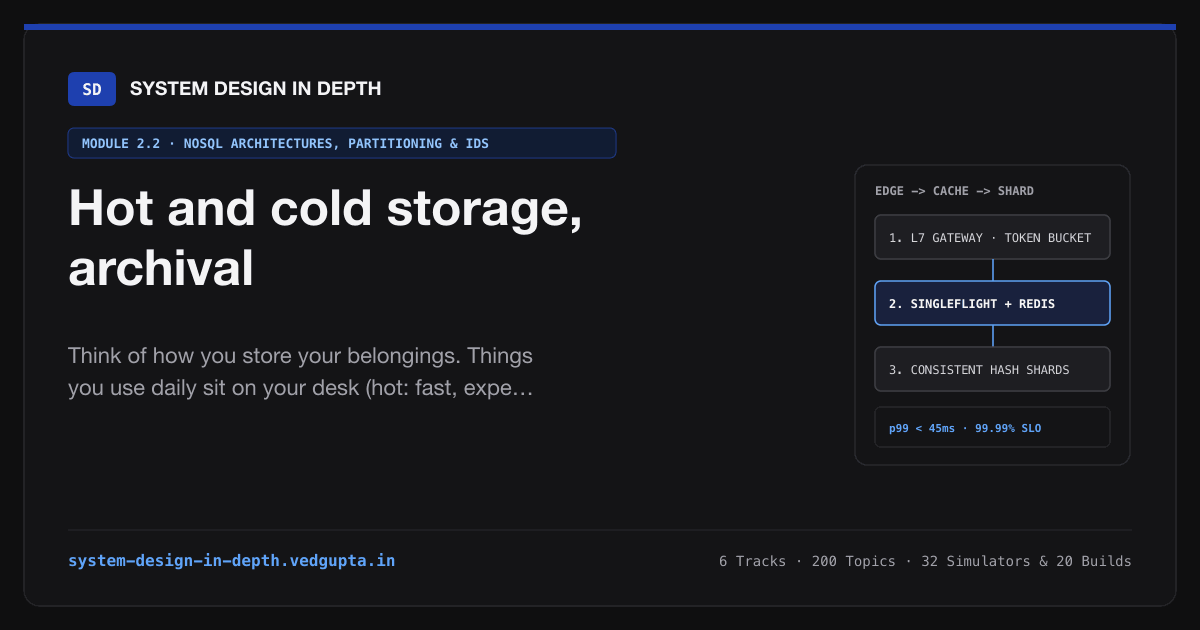 SD SYSTEM DESIGN IN DEPTH
MODULE 2.2 · NOSQL ARCHITECTURES, PARTITIONING & IDS
Hot and cold storage,
archival
Think of how you store your belongings. Things
you use daily sit on your desk (hot: fast, expe…
EDGE —> CACHE —> SHARD
1. L7 GATEWAY · TOKEN BUCKET
2. SINGLEFLIGHT + REDIS
3. CONSISTENT HASH SHARDS
p99 < 45ms · 99.99% SLO
system-design-in-depth.vedgupta.in
6 Tracks · 200 Topics · 32 Simulators & 20 Builds